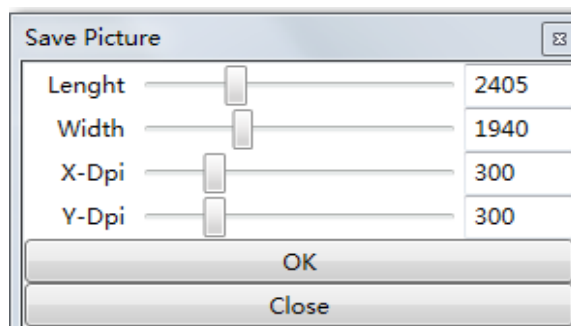 Save Picture
Lenght 2405
Width 1940
X-Dpi 300
Y-Dpi 300
OK
Close